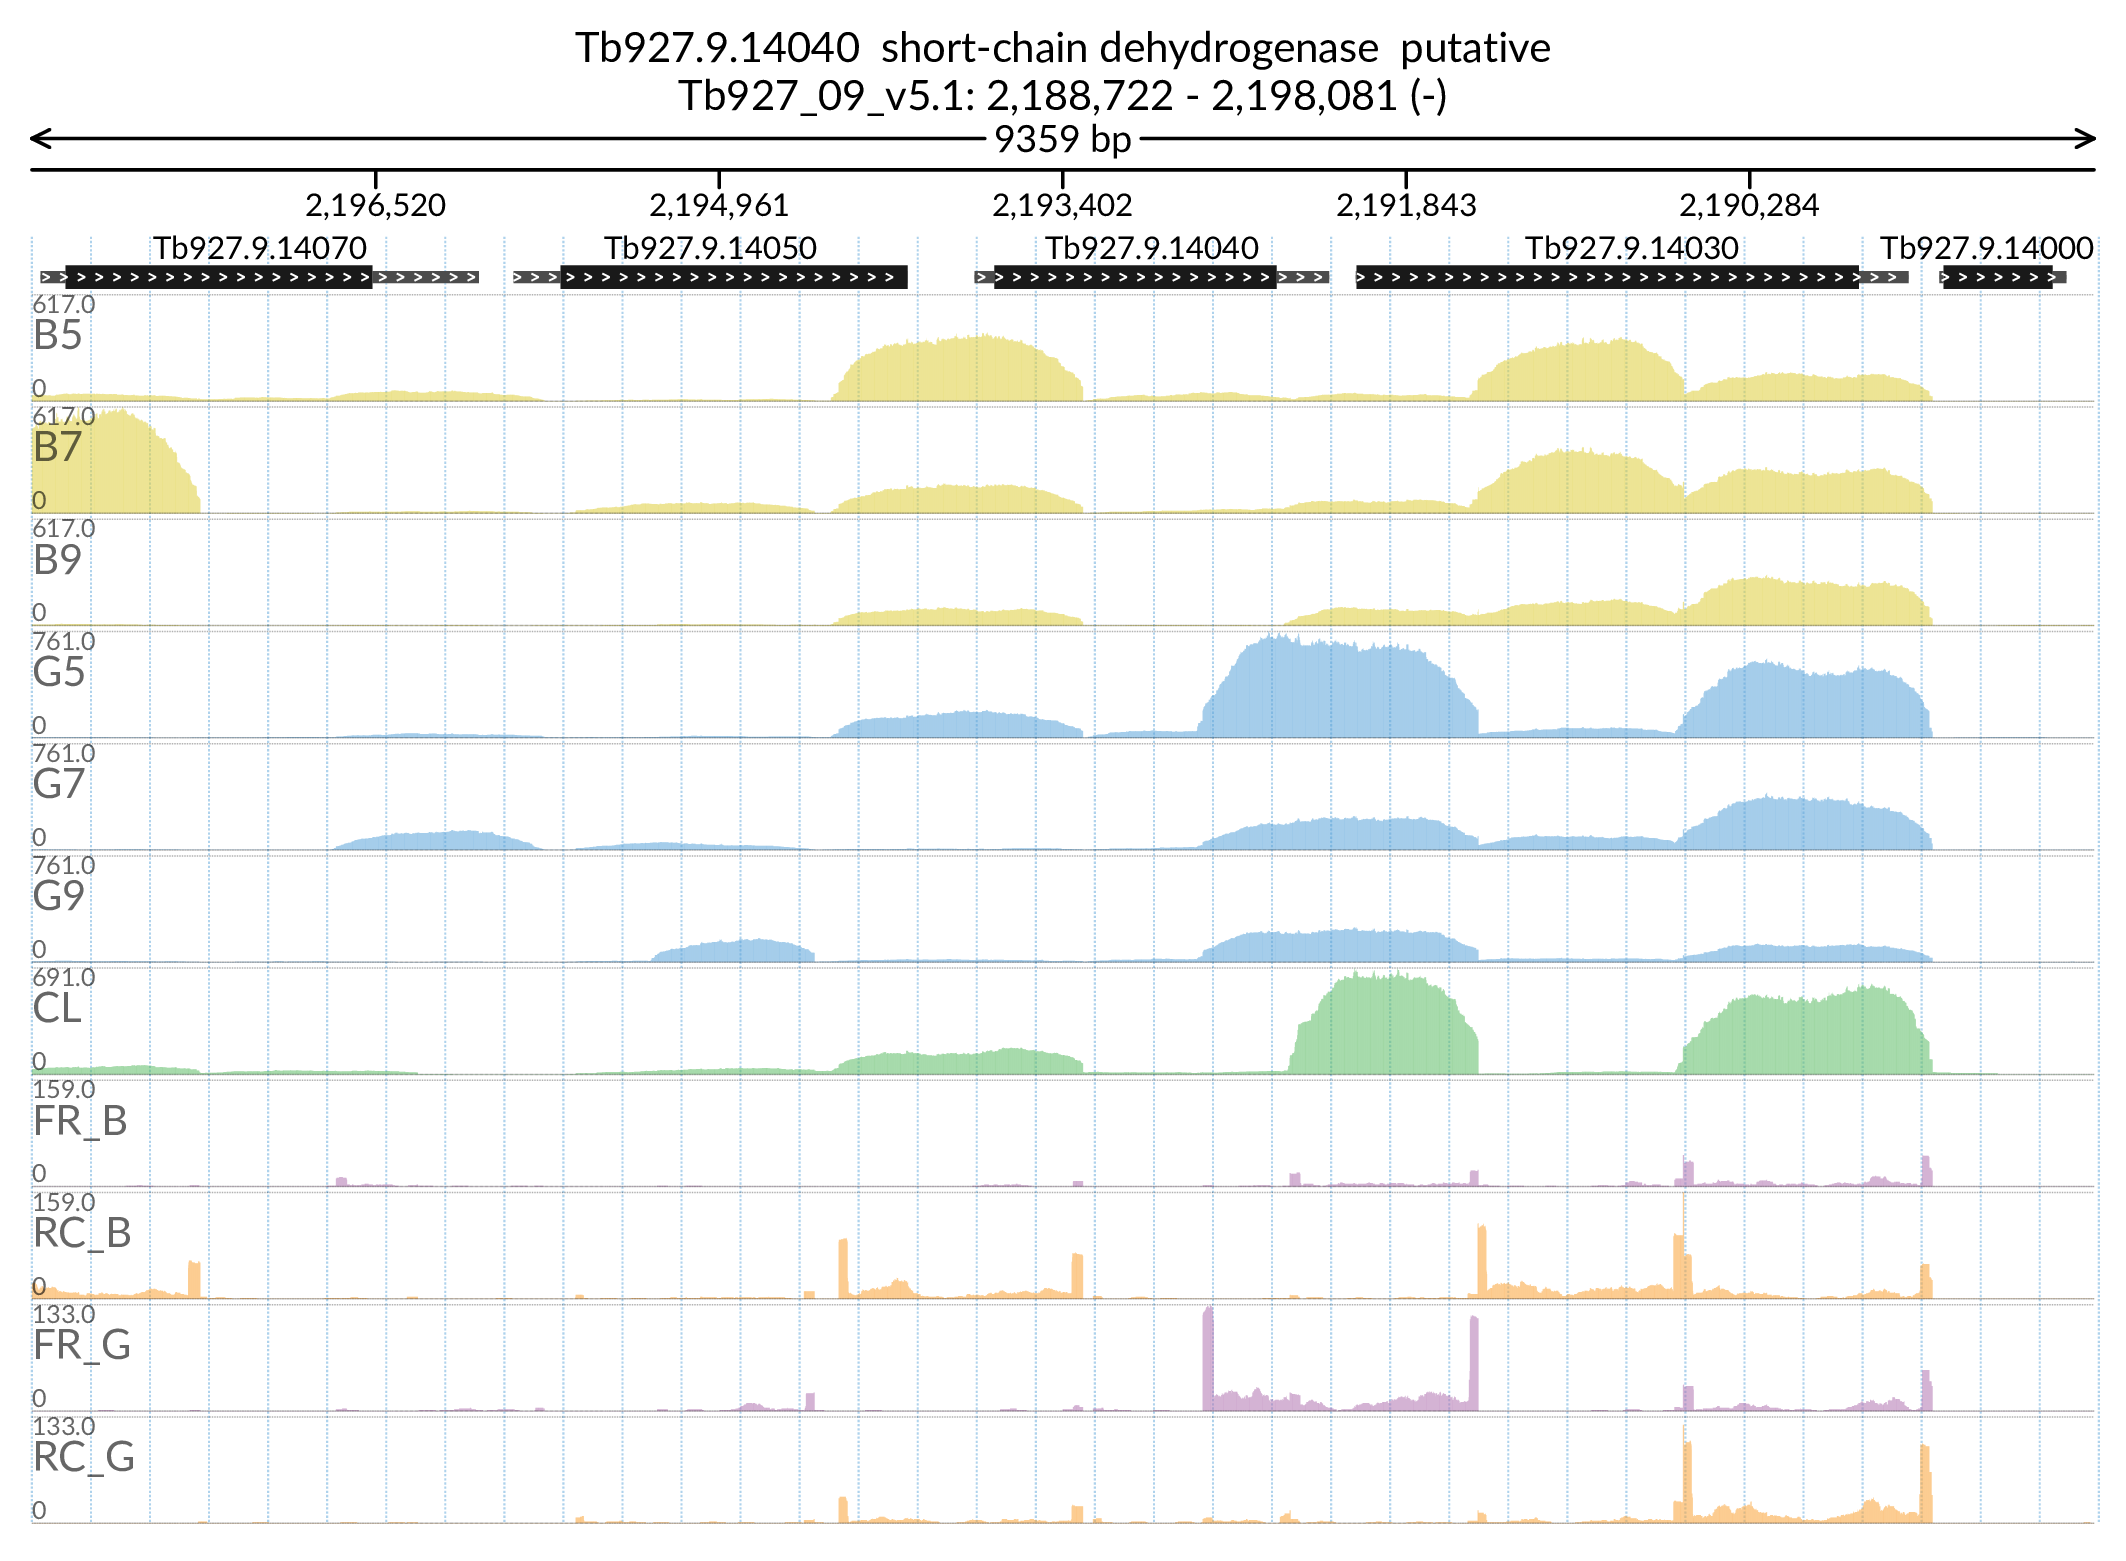 Tb927.9.14040 short-chain dehydrogenase putative
Tb927_09_v5.1: 2,188,722 - 2,198,081 (-)
9359 bp
2,196,520 2,194,961 2,193,402 2,191,843 2,190,284
Tb927.9.14070 Tb927.9.14050 Tb927.9.14040 Tb927.9.14030 Tb927.9.14000
617.0
B5
0
617.0
B7
0
617.0
B9
0
761.0
G5
0
761.0
G7
0
761.0
G9
0
691.0
CL
0
159.0
FR_B
0
159.0
RC_B
0
133.0
FR_G
0
133.0
RC_G
0